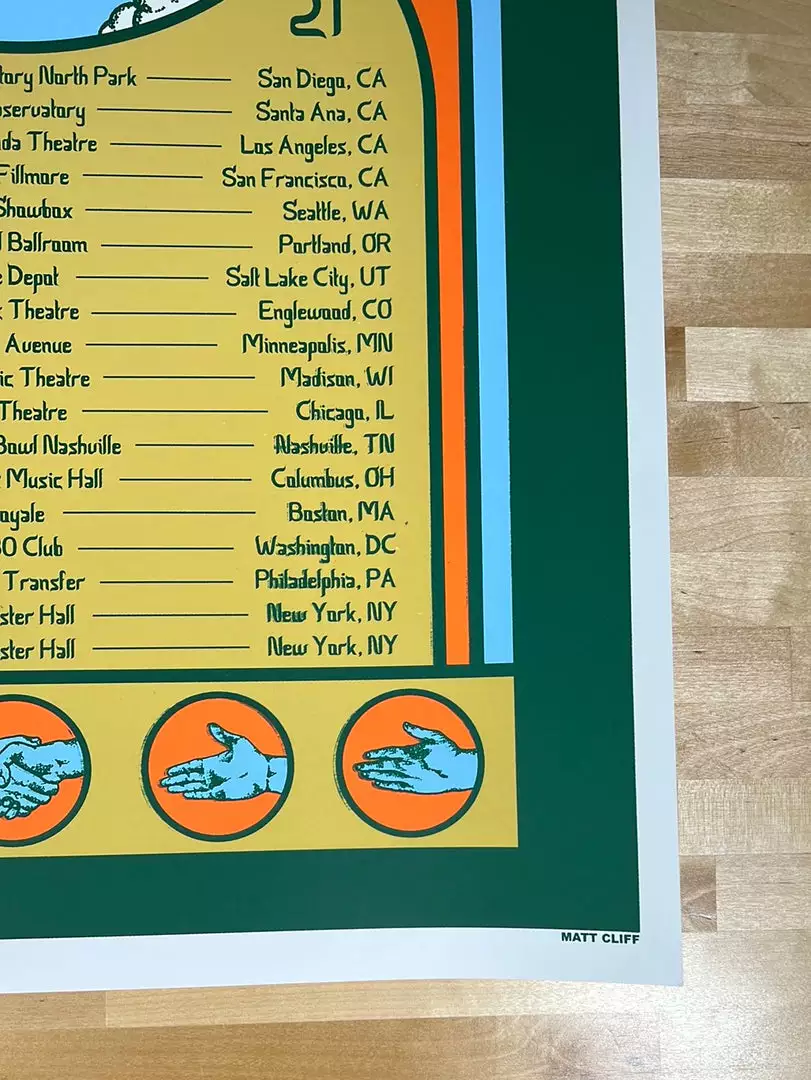 21
tory North Park San Diego, CA
servatory Santa Ana, CA
da Theatre Los Angeles, CA
Fillmore San Francisco, CA
Showbox Seattle, WA
Ballroom Portland, OR
e Depot Salt Lake City, UT
Theatre Englewood, CO
Avenue Minneapolis, MN
ic Theatre Madison, WI
Theatre Chicago, IL
Bowl Nashville Nashville, TN
Music Hall Columbus, OH
oyale Boston, MA
30 Club Washington, DC
Transfer Philadelphia, PA
ster Hall New York, NY
ster Hall New York, NY
MATT CLIFF